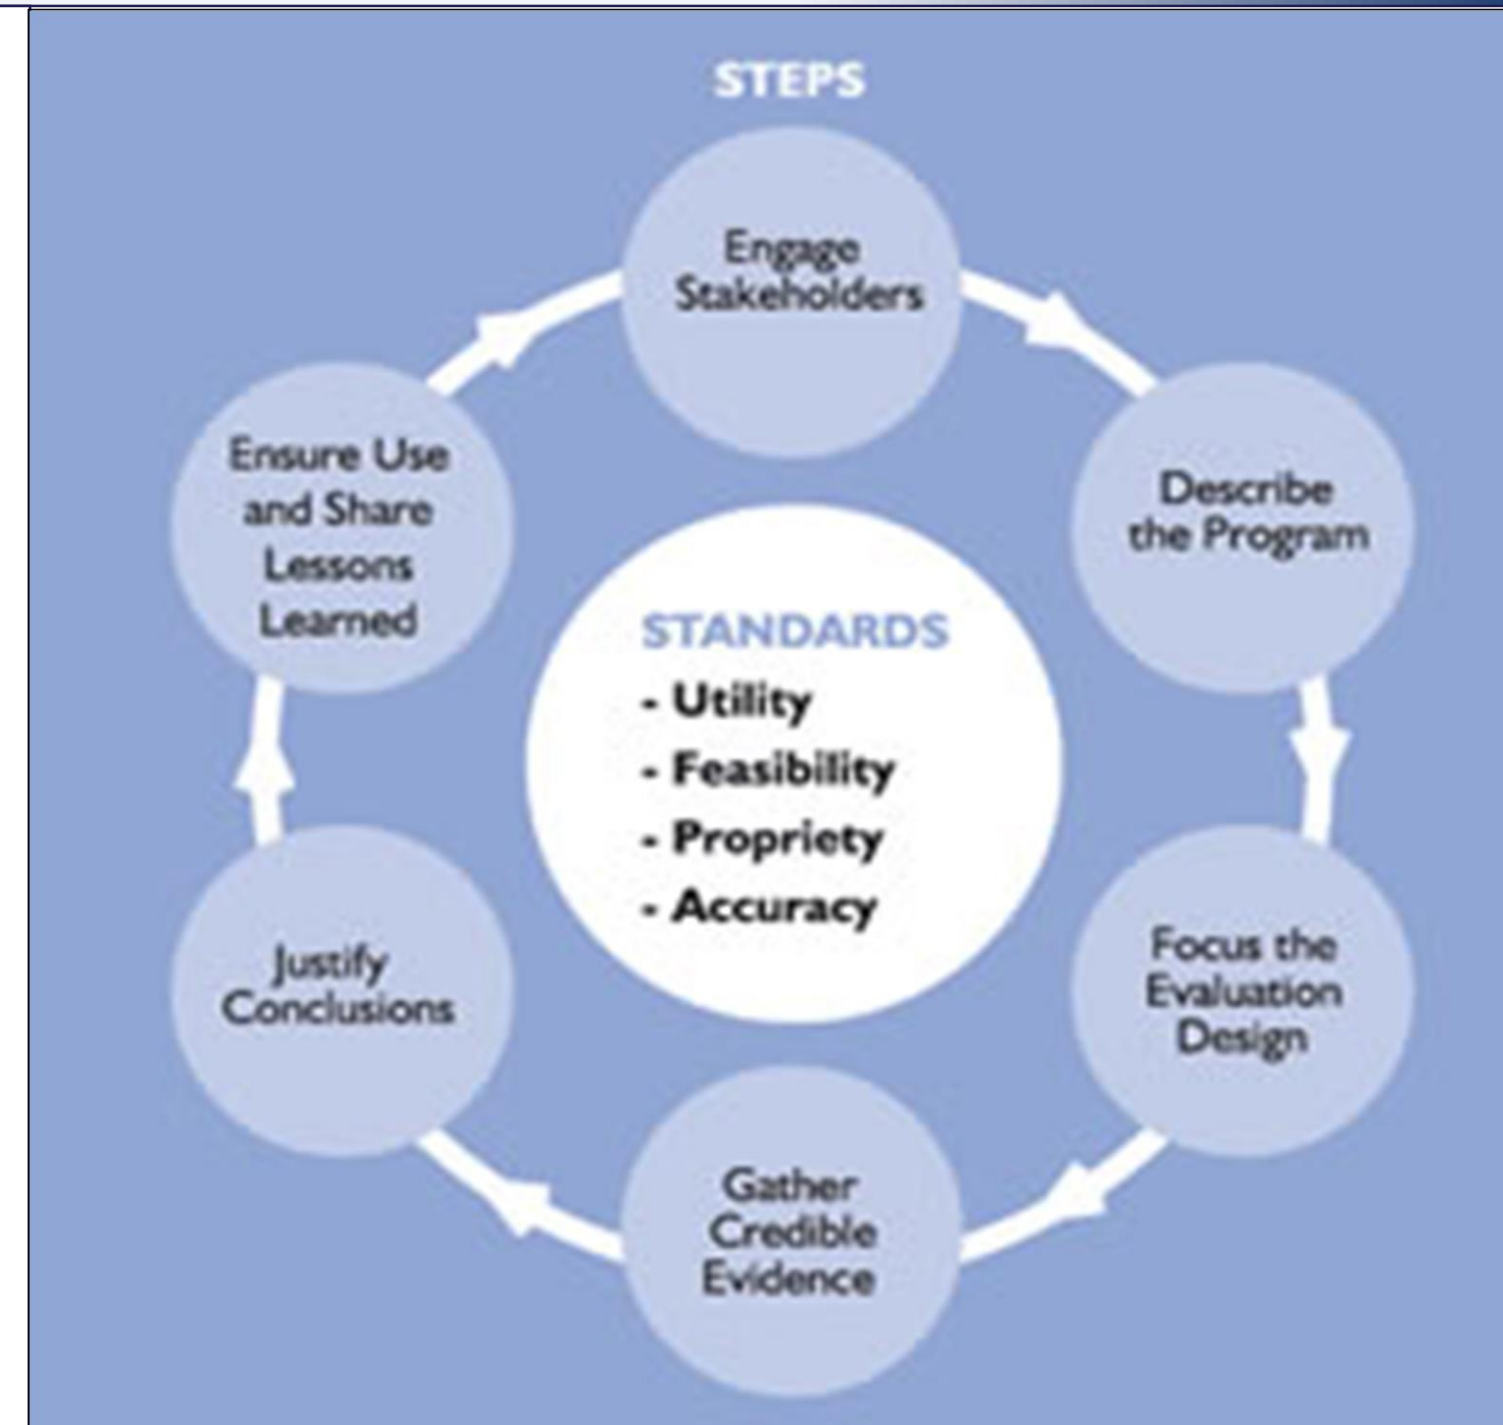 STEPS
Engage
Stakeholders
Describe
the Program
Focus the
Evaluation
Design
Gather
Credible
Evidence
Justify
Conclusions
Ensure Use
and Share
Lessons
Learned
STANDARDS
- Utility
- Feasibility
- Propriety
- Accuracy